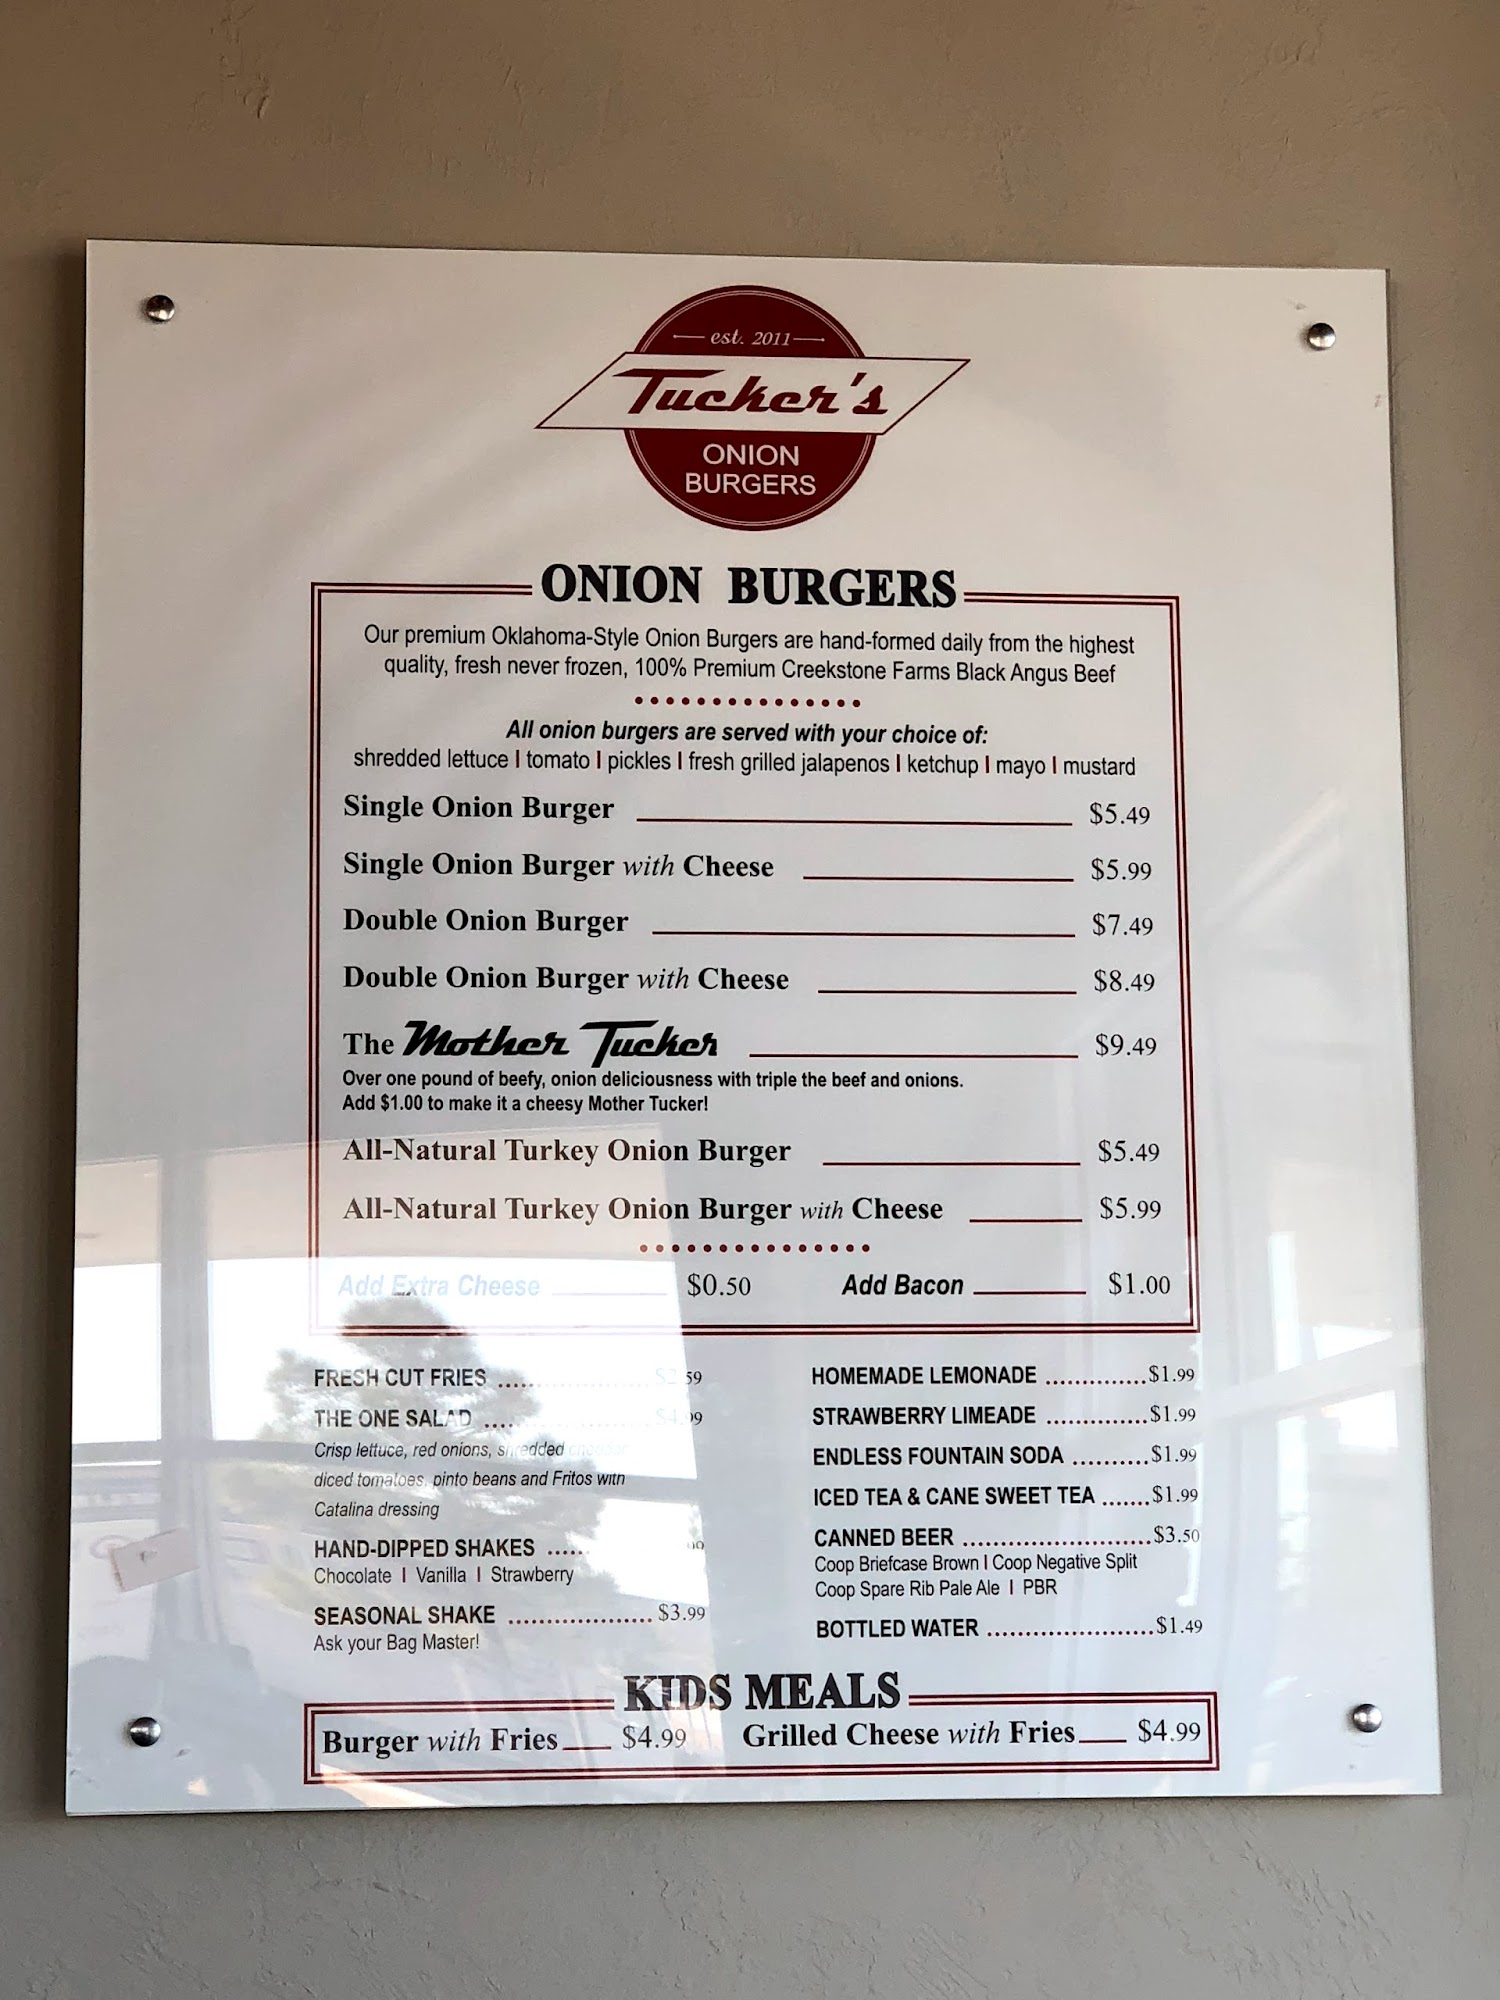 est. 2011
Tucker's
ONION
BURGERS
ONION BURGERS
Our premium Oklahoma-Style Onion Burgers are hand-formed daily from the highest
quality, fresh never frozen, 100% Premium Creekstone Farms Black Angus Beef
All onion burgers are served with your choice of:
shredded lettuce | tomato | pickles | fresh grilled jalapenos | ketchup | mayo | mustard
Single Onion Burger $5.49
Single Onion Burger with Cheese $5.99
Double Onion Burger $7.49
Double Onion Burger with Cheese $8.49
The Mother Tucker $9.49
Over one pound of beefy, onion deliciousness with triple the beef and onions.
Add $1.00 to make it a cheesy Mother Tucker!
All-Natural Turkey Onion Burger $5.49
All-Natural Turkey Onion Burger with Cheese $5.99
Add Extra Cheese $0.50 Add Bacon $1.00
FRESH CUT FRIES $2.59
THE ONE SALAD $4.99
Crisp lettuce, red onions, shredded cheddar
diced tomatoes, pinto beans and Fritos with
Catalina dressing
HAND-DIPPED SHAKES
Chocolate | Vanilla | Strawberry
SEASONAL SHAKE $3.99
Ask your Bag Master!
HOMEMADE LEMONADE $1.99
STRAWBERRY LIMEADE $1.99
ENDLESS FOUNTAIN SODA $1.99
ICED TEA & CANE SWEET TEA $1.99
CANNED BEER $3.50
Coop Briefcase Brown | Coop Negative Split
Coop Spare Rib Pale Ale | PBR
BOTTLED WATER $1.49
KIDS MEALS
Burger with Fries $4.99 Grilled Cheese with Fries $4.99